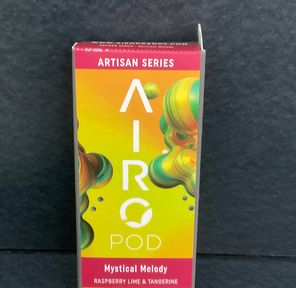 ARTISAN SERIES
AIRO
POD
Mystical Melody
RASPBERRY LIME & TANGERINE